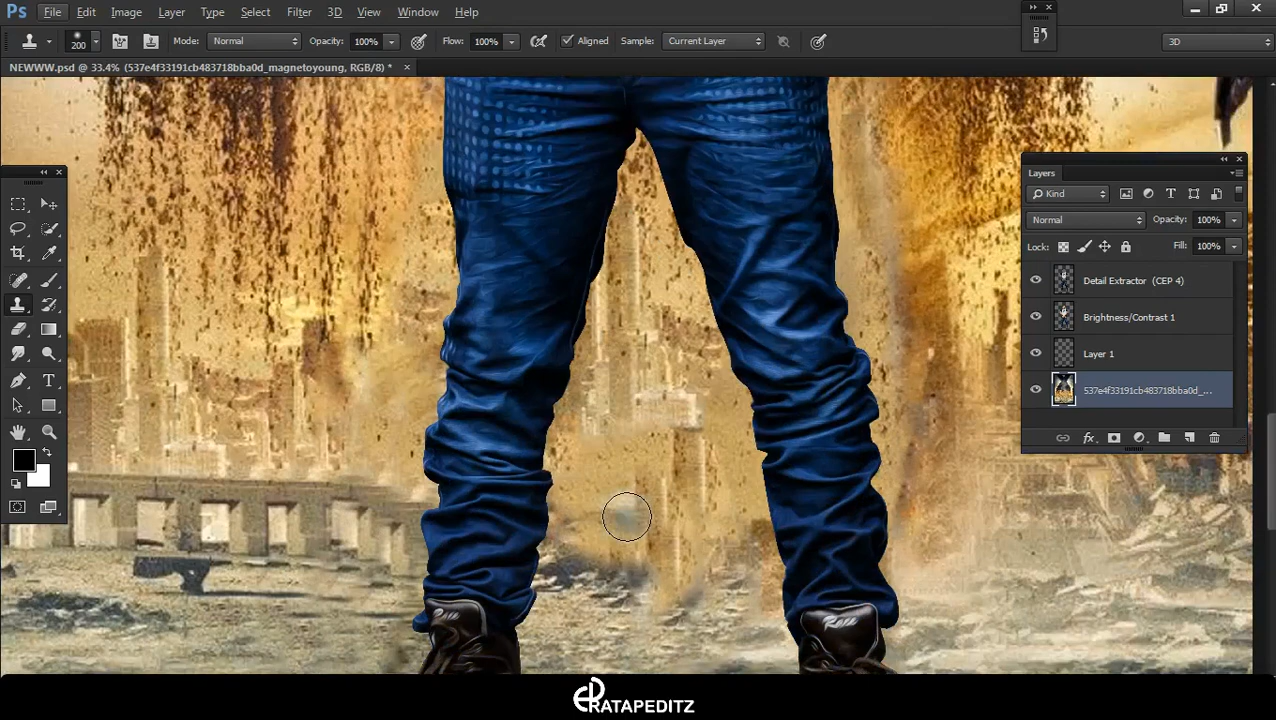 Ps File Edit Image Layer Type Select Filter 3D View Window Help
200 Mode: Normal Opacity: 100% Flow: 100% Aligned Sample: Current Layer 3D
NEWWW.psd @ 33.4% (537e4f33191cb483718bba0d_magnetoyoung, RGB/8) * ×
Layers
Kind
Normal Opacity: 100%
Lock: Fill: 100%
Detail Extractor (CEP 4)
Brightness/Contrast 1
Layer 1
537e4f33191cb483718bba0d_...
fx
RATAPEDITZ